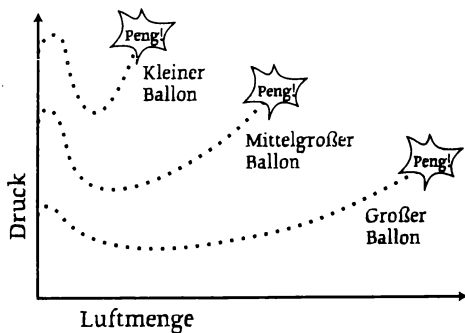 Peng!
Kleiner
Ballon
Peng!
Mittelgroßer
Ballon
Peng!
Großer
Ballon
Druck
Luftmenge